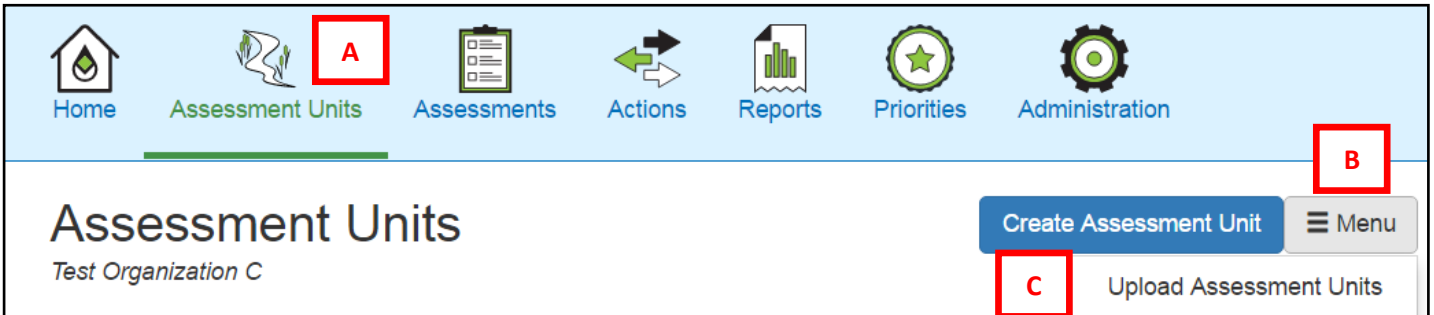 A
Home Assessment Units Assessments Actions Reports Priorities Administration
B
Assessment Units
Create Assessment Unit Menu
Test Organization C
C Upload Assessment Units